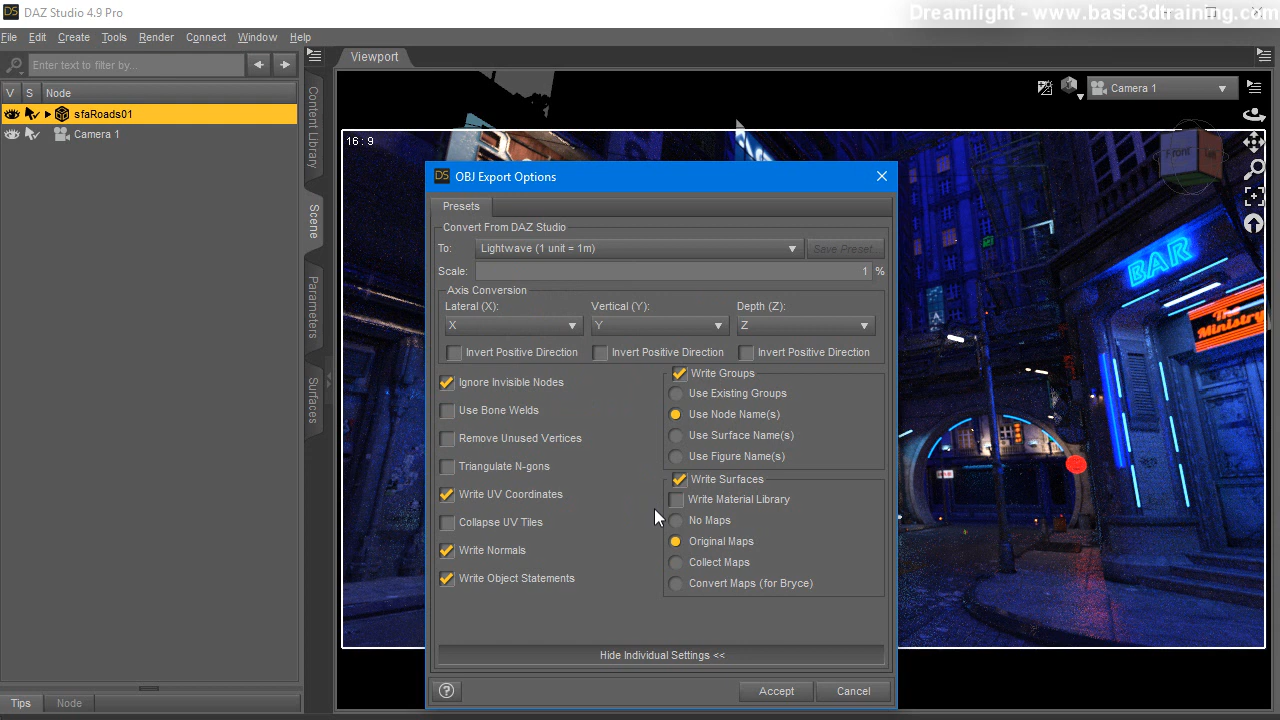 DAZ Studio 4.9 Pro
Dreamlight - www.basic3dtraining.com
File Edit Create Tools Render Connect Window Help
Enter text to filter by...
Viewport
V S Node
sfaRoads01
Camera 1
Content Library
Scene
Parameters
Surfaces
Camera 1
16 : 9
Front
BAR
The
Ministry
OBJ Export Options
Presets
Convert From DAZ Studio
To: Lightwave (1 unit = 1m) Save Preset...
Scale: 1 %
Axis Conversion
Lateral (X): Vertical (Y): Depth (Z):
X Y Z
Invert Positive Direction Invert Positive Direction Invert Positive Direction
Ignore Invisible Nodes
Use Bone Welds
Remove Unused Vertices
Triangulate N-gons
Write UV Coordinates
Collapse UV Tiles
Write Normals
Write Object Statements
Write Groups
Use Existing Groups
Use Node Name(s)
Use Surface Name(s)
Use Figure Name(s)
Write Surfaces
Write Material Library
No Maps
Original Maps
Collect Maps
Convert Maps (for Bryce)
Hide Individual Settings <<
? Accept Cancel
Tips Node